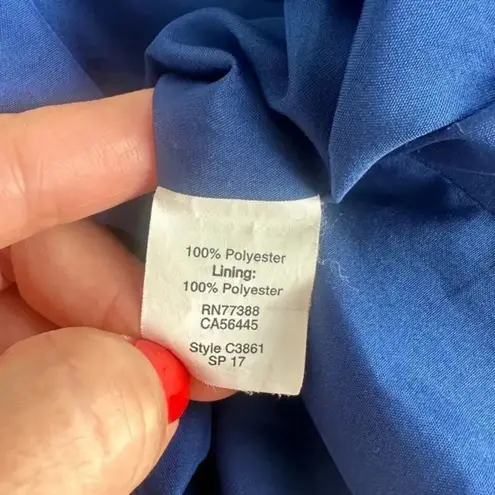 100% Polyester
Lining:
100% Polyester
RN77388
CA56445
Style C3861
SP 17